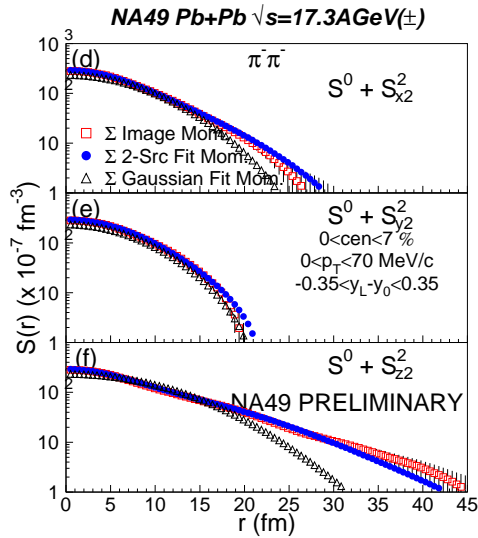 NA49 Pb+Pb √s=17.3AGeV(±)
10³
(d)
π⁻π⁻
S⁰ + S²ₓ₂
10²
10
□ Σ Image Mom
● Σ 2-Src Fit Mom
△ Σ Gaussian Fit Mom
1
S(r) (x 10⁻⁷ fm⁻³)
(e)
S⁰ + S²y2
0<cen<7 %
0<p_T<70 MeV/c
-0.35<y_L-y_0<0.35
10²
10
1
(f)
S⁰ + S²z2
NA49 PRELIMINARY
10²
10
1
0 5 10 15 20 25 30 35 40 45
r (fm)